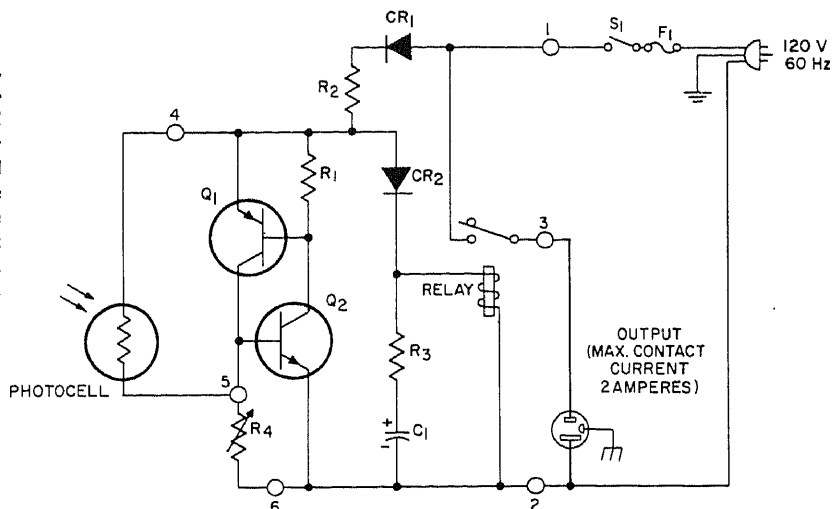 CR1
1
S1
F1
120 V
60 Hz
R2
4
R1
CR2
Q1
3
RELAY
Q2
R3
OUTPUT
(MAX. CONTACT
CURRENT
2 AMPERES)
PHOTOCELL
5
R4
+
C1
-
6
2